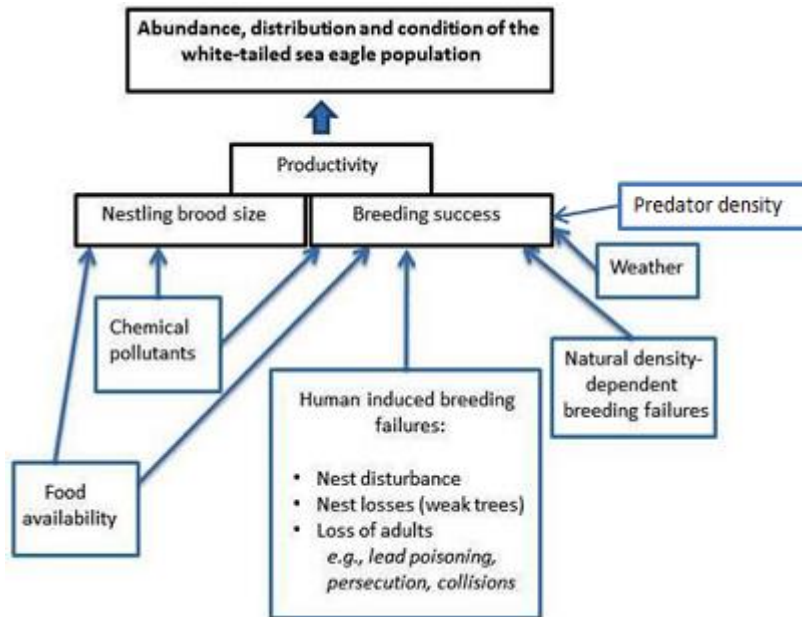 Abundance, distribution and condition of the
white-tailed sea eagle population
Productivity
Nestling brood size
Breeding success
Predator density
Weather
Chemical
pollutants
Natural density-
dependent
breeding failures
Human induced breeding
failures:
• Nest disturbance
• Nest losses (weak trees)
• Loss of adults
e.g., lead poisoning,
persecution, collisions
Food
availability